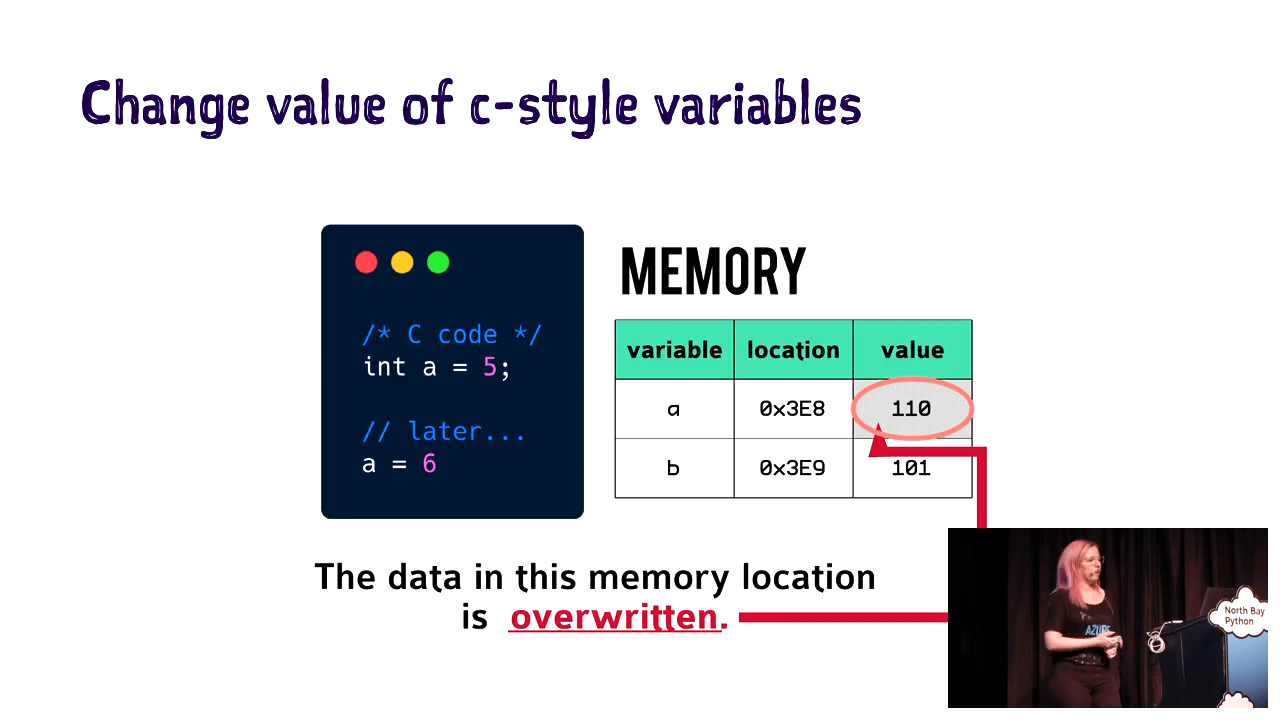 Change value of c-style variables
/* C code */
int a = 5;
// later...
a = 6
MEMORY
variable location value
a 0x3E8 110
b 0x3E9 101
The data in this memory location
is overwritten.
AZURE
North Bay
Python